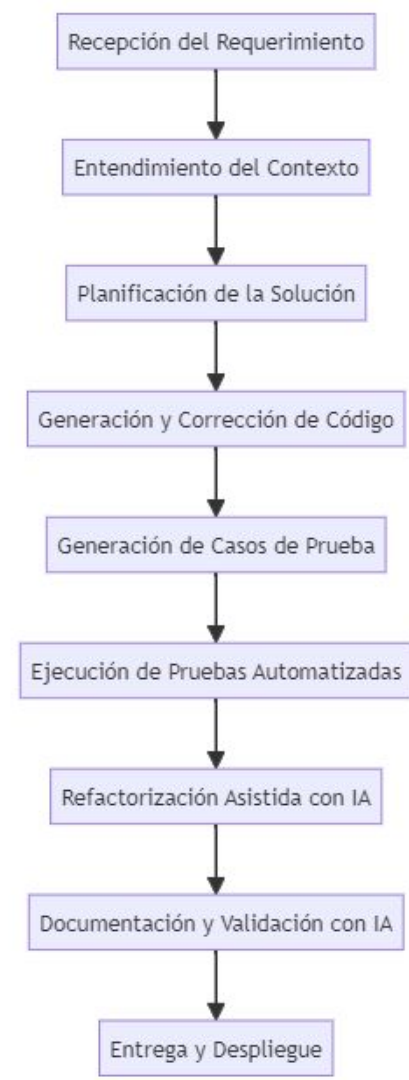 Recepción del Requerimiento
Entendimiento del Contexto
Planificación de la Solución
Generación y Corrección de Código
Generación de Casos de Prueba
Ejecución de Pruebas Automatizadas
Refactorización Asistida con IA
Documentación y Validación con IA
Entrega y Despliegue